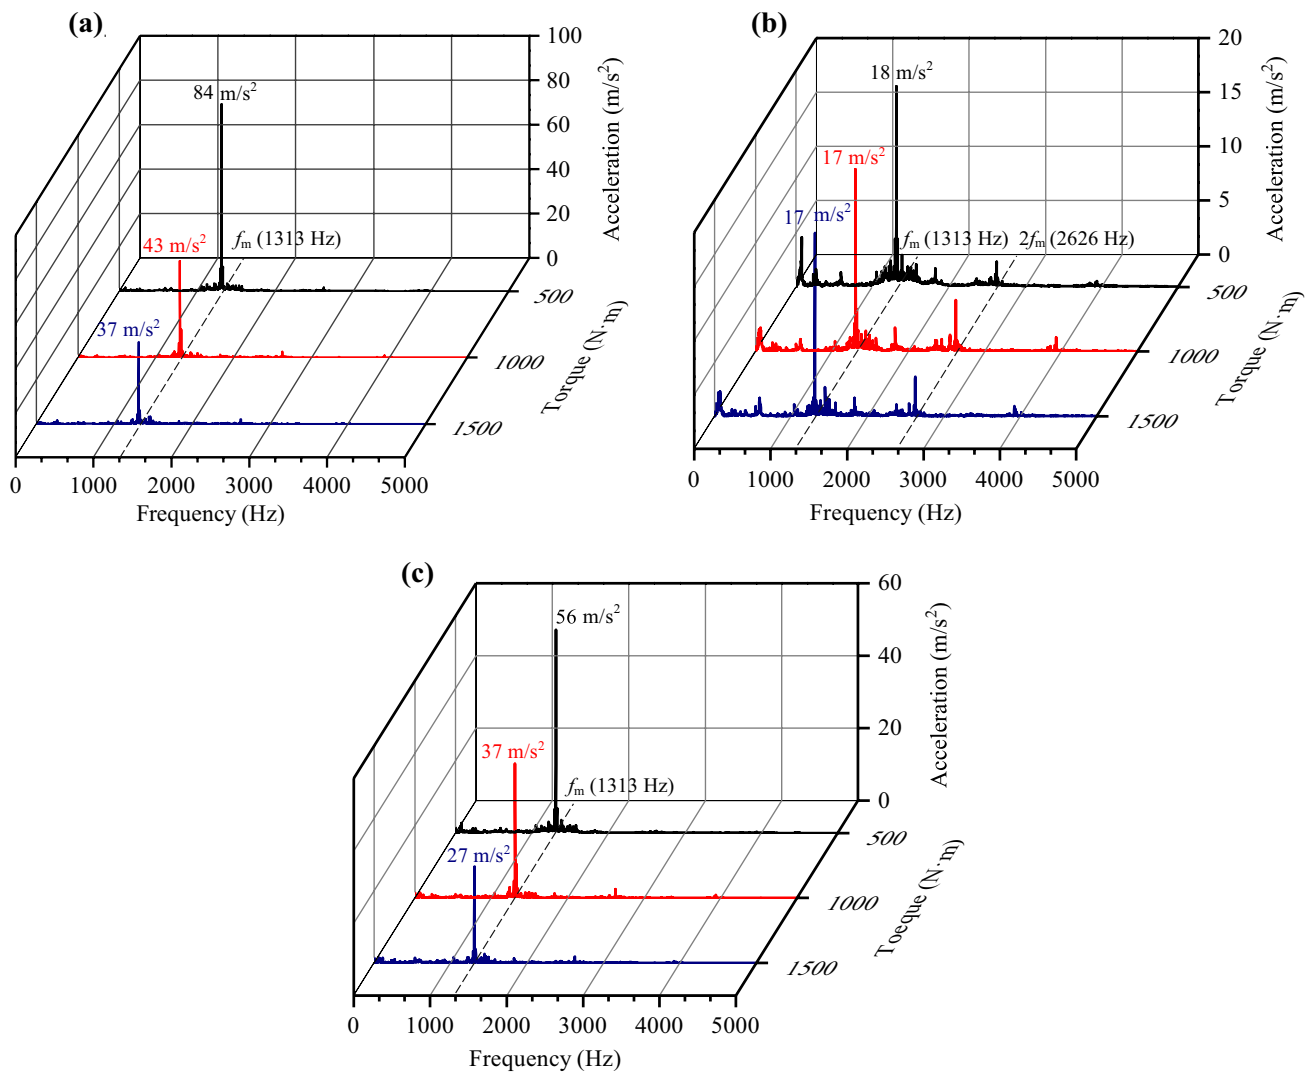 (a)
100
80
60
40
20
0
Acceleration (m/s²)
84 m/s²
43 m/s²
37 m/s²
fm (1313 Hz)
500
1000
1500
Torque (N·m)
0 1000 2000 3000 4000 5000
Frequency (Hz)
(b)
20
15
10
5
0
Acceleration (m/s²)
18 m/s²
17 m/s²
17 m/s²
fm (1313 Hz) 2fm (2626 Hz)
500
1000
1500
Torque (N·m)
0 1000 2000 3000 4000 5000
Frequency (Hz)
(c)
60
40
20
0
Acceleration (m/s²)
56 m/s²
37 m/s²
27 m/s²
fm (1313 Hz)
500
1000
1500
Toeque (N·m)
0 1000 2000 3000 4000 5000
Frequency (Hz)